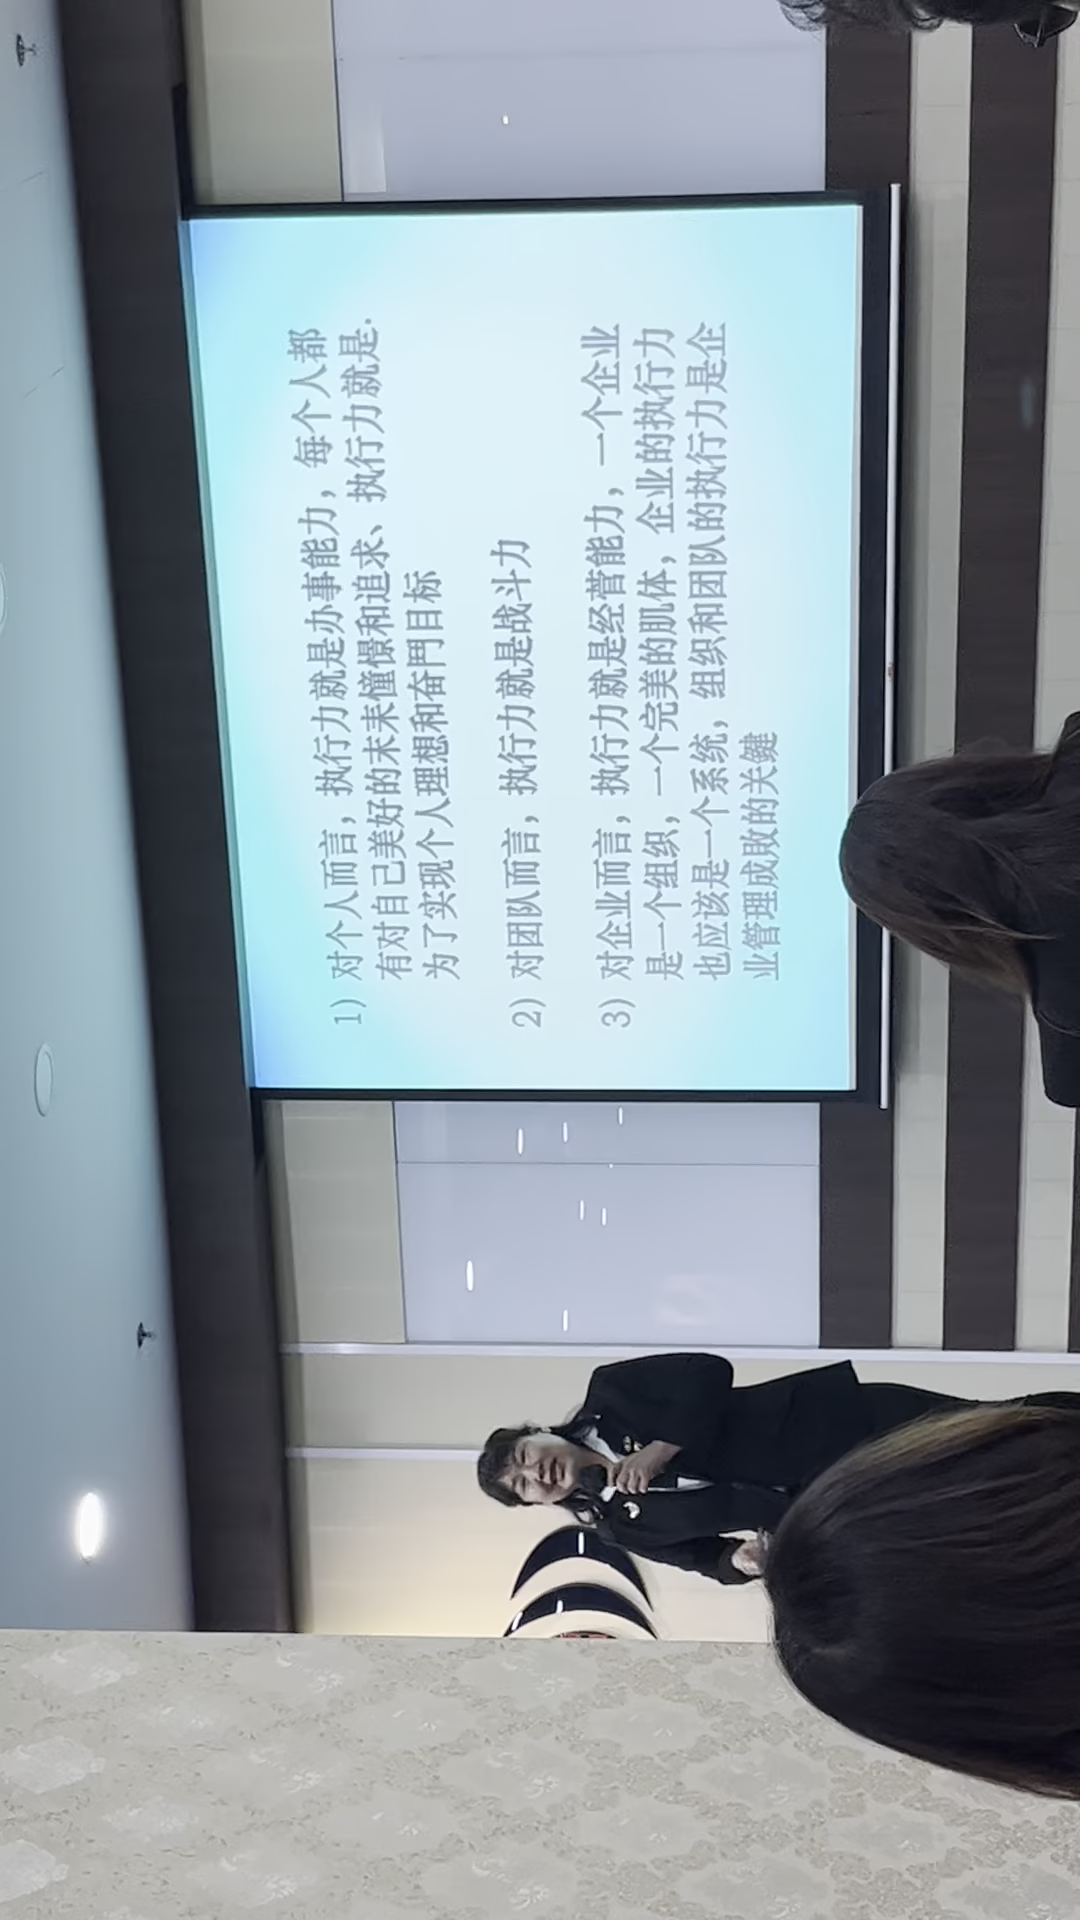 1）对个人而言，执行力就是办事能力，每个人都
有对自己美好的未来憧憬和追求、执行力就是.
为了实现个人理想和奋鬥目标
2）对团队而言，执行力就是战斗力
3）对企业而言，执行力就是经营能力，一个企业
是一个组织，一个完美的肌体，企业的执行力
也应该是一个系统，组织和团队的执行力是企
业管理成败的关键